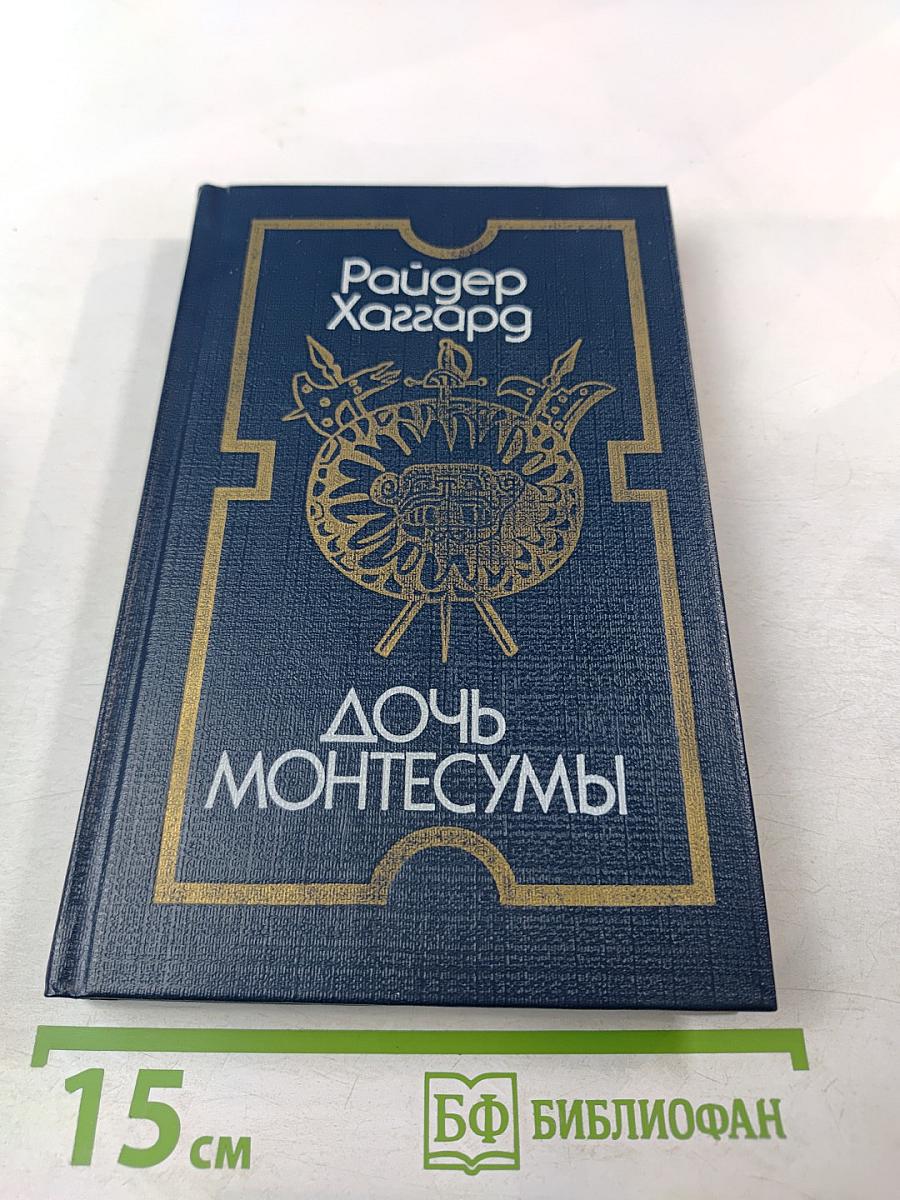 Райдер
Хаггард
ДОЧЬ
МОНТЕСУМЫ
15 см
БФ БИБЛИОФАН